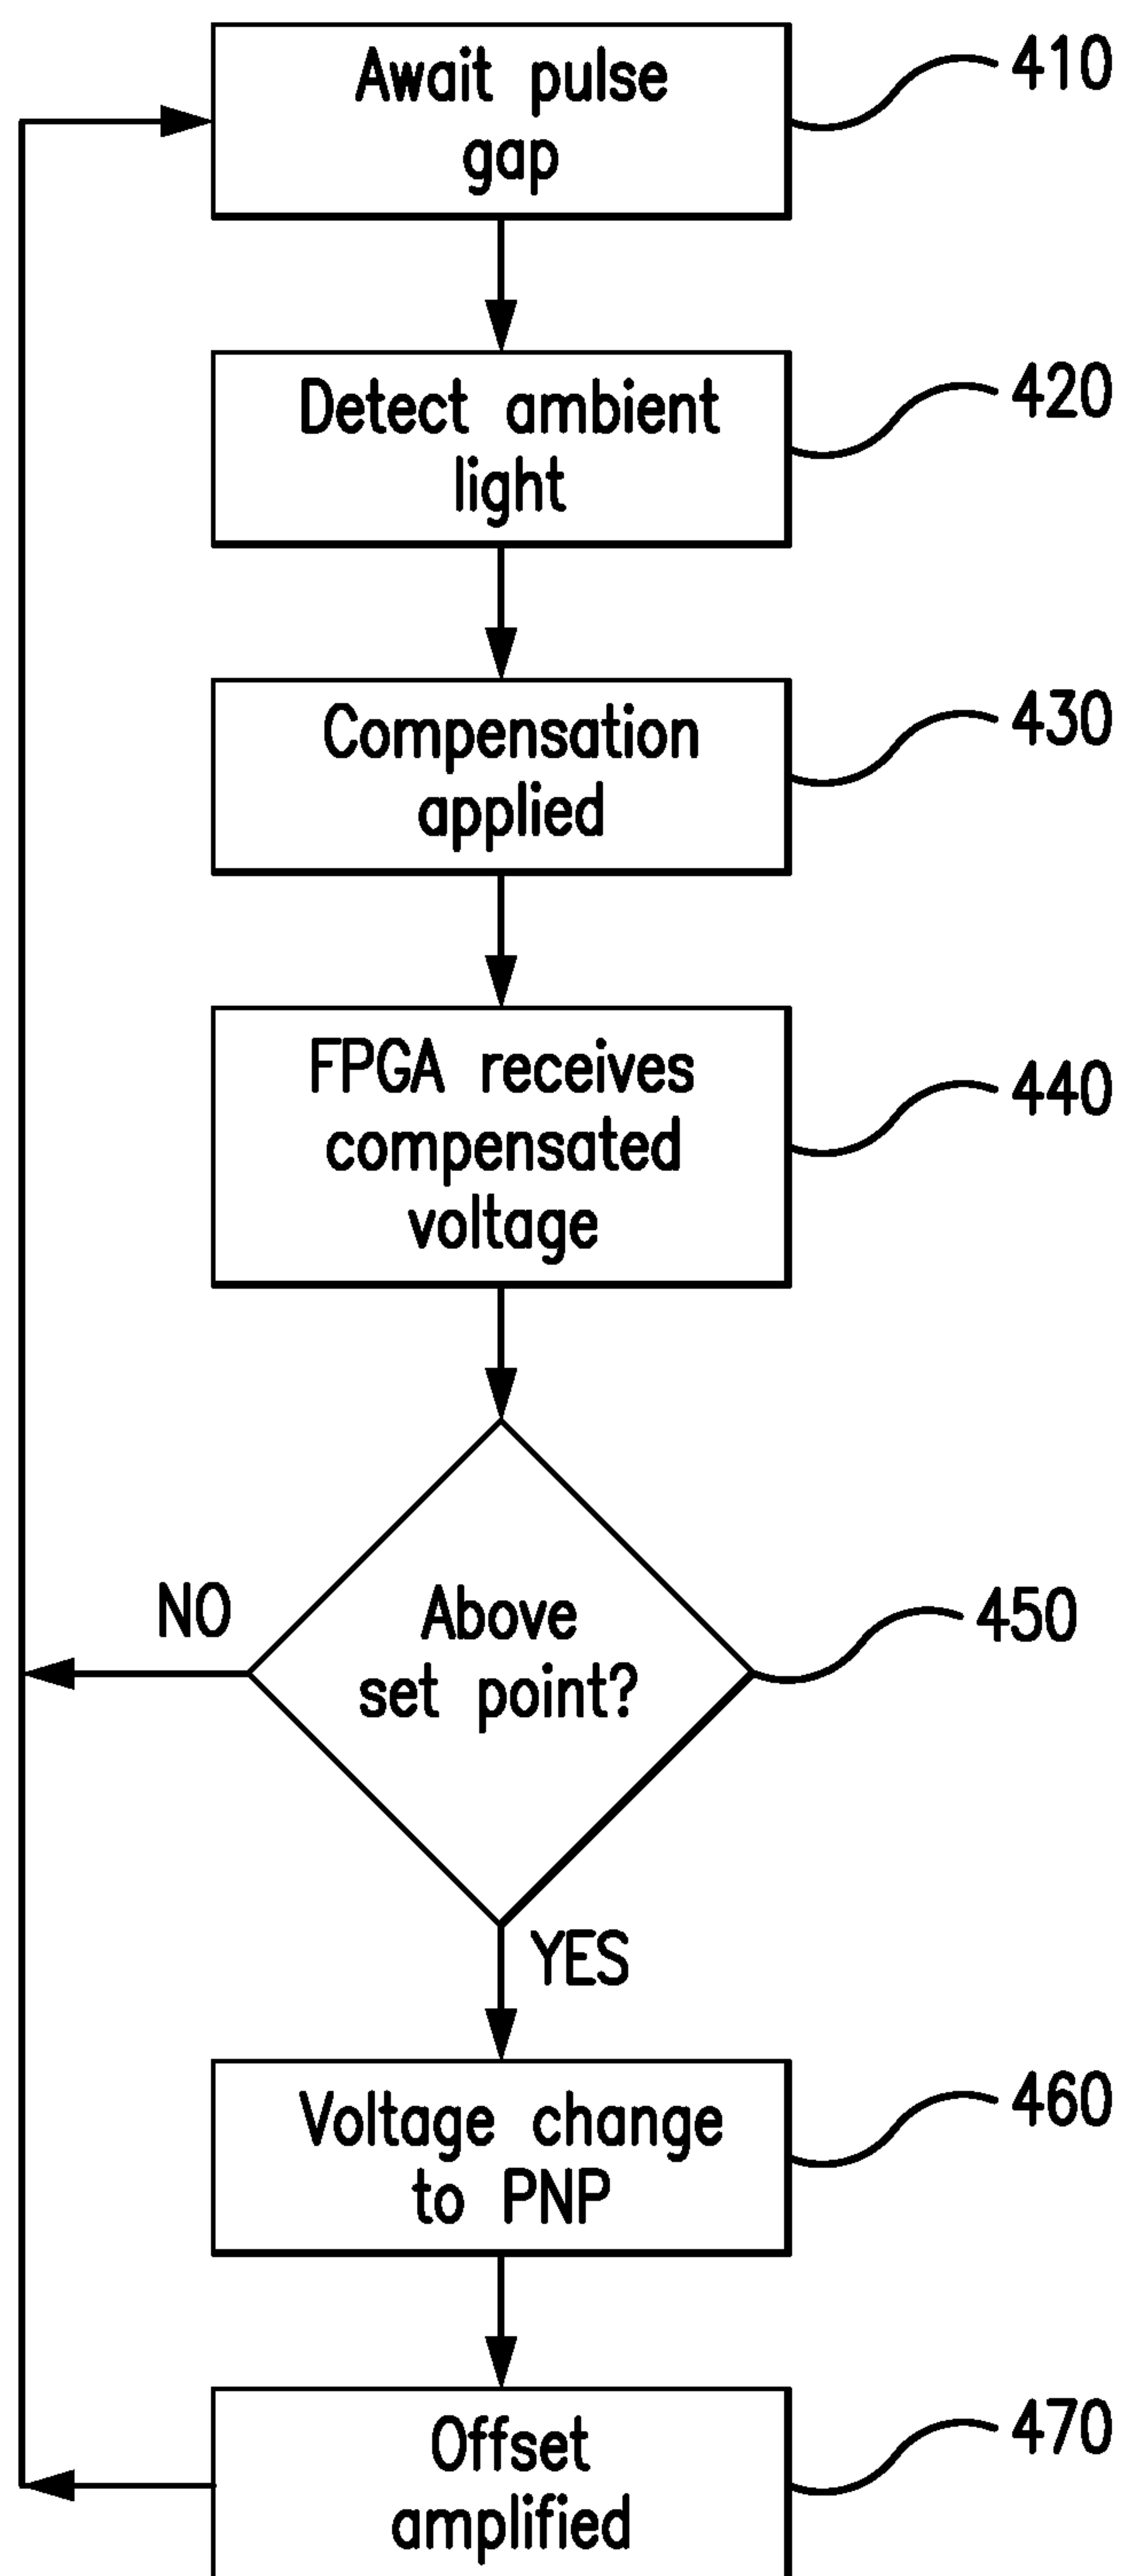 Await pulse
gap
410
Detect ambient
light
420
Compensation
applied
430
FPGA receives
compensated
voltage
440
Above
set point?
450
NO
YES
Voltage change
to PNP
460
Offset
amplified
470